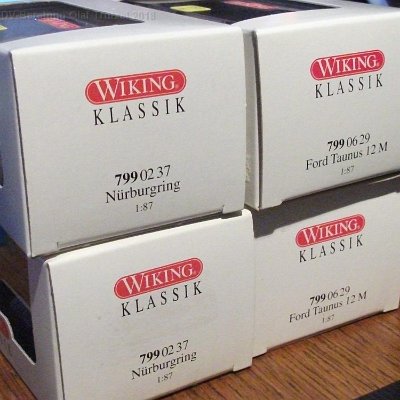 WIKING®
KLASSIK
799 02 37
Nürburgring
1:87
WIKING®
KLASSIK
799 06 29
Ford Taunus 12 M
1:87
WIKING®
KLASSIK
799 02 37
Nürburgring
1:87
WIKING®
KLASSIK
799 06 29
Ford Taunus 12 M
1:87